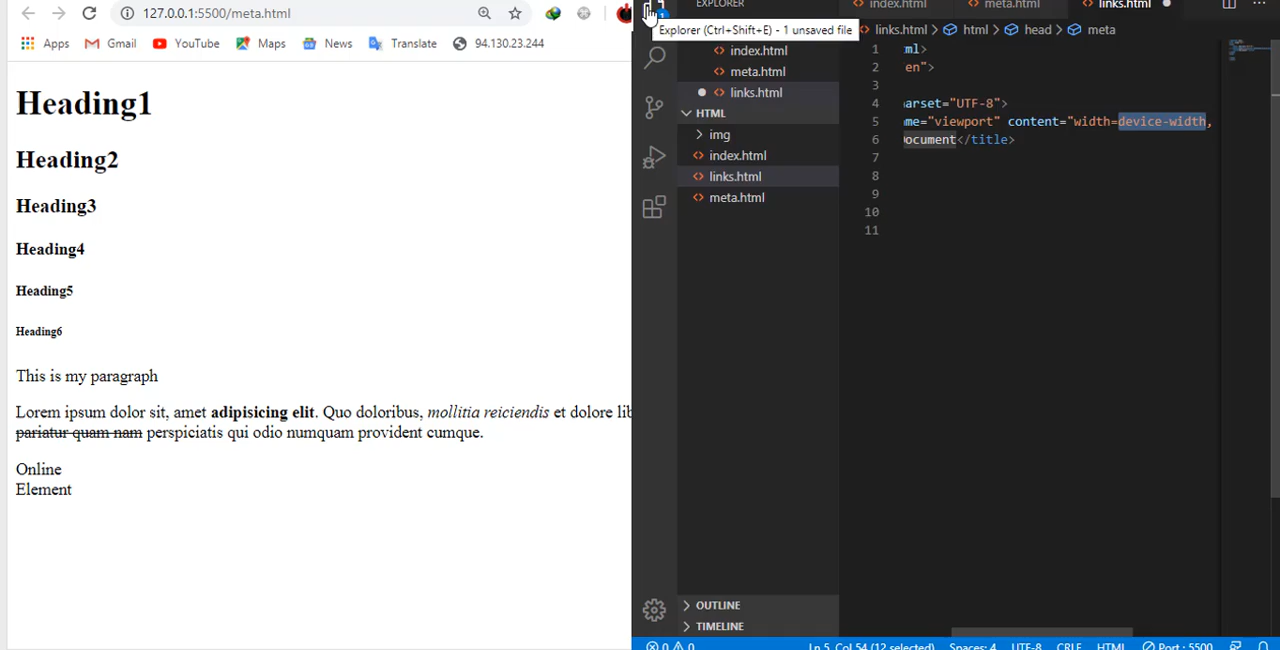 127.0.0.1:5500/meta.html
Apps Gmail YouTube Maps News Translate 94.130.23.244
Heading1
Heading2
Heading3
Heading4
Heading5
Heading6
This is my paragraph
Lorem ipsum dolor sit, amet adipisicing elit. Quo doloribus, mollitia reiciendis et dolore lib
pariatur quam nam perspiciatis qui odio numquam provident cumque.
Online
Element
EXPLORER
1
Explorer (Ctrl+Shift+E) - 1 unsaved file
index.html
meta.html
links.html
HTML
img
index.html
links.html
meta.html
OUTLINE
TIMELINE
index.html meta.html links.html
links.html > html > head > meta
1 ml>
2 en">
3
4 arset="UTF-8">
5 me="viewport" content="width=device-width,
6 Document</title>
7
8
9
10
11
0 0 Ln 5, Col 54 (12 selected) Spaces: 4 UTF-8 CRLF HTML Port : 5500